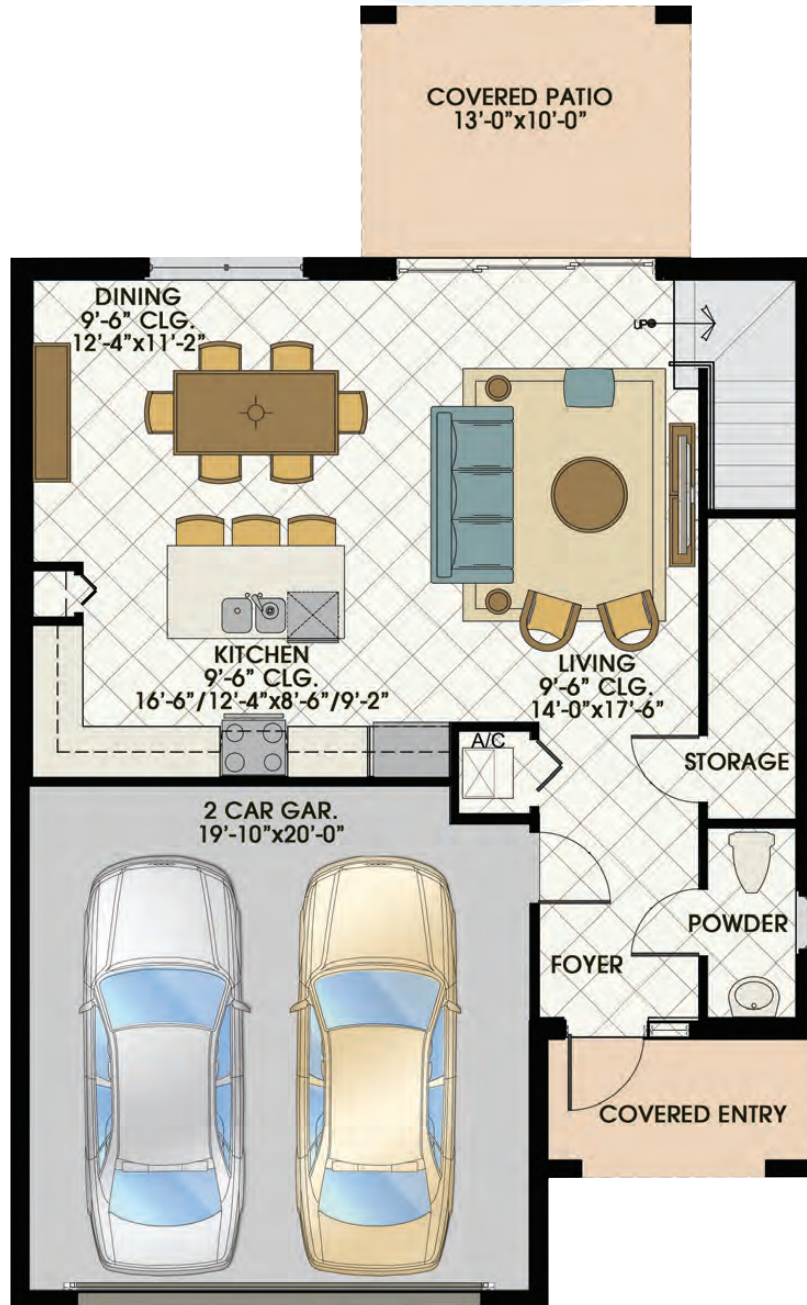 COVERED PATIO
13’-0”x10’-0”
DINING
9’-6” CLG.
12’-4”x11’-2”
UP
KITCHEN
9’-6” CLG.
16’-6”/12’-4”x8’-6”/9’-2”
LIVING
9’-6” CLG.
14’-0”x17’-6”
A/C
STORAGE
2 CAR GAR.
19’-10”x20’-0”
POWDER
FOYER
COVERED ENTRY